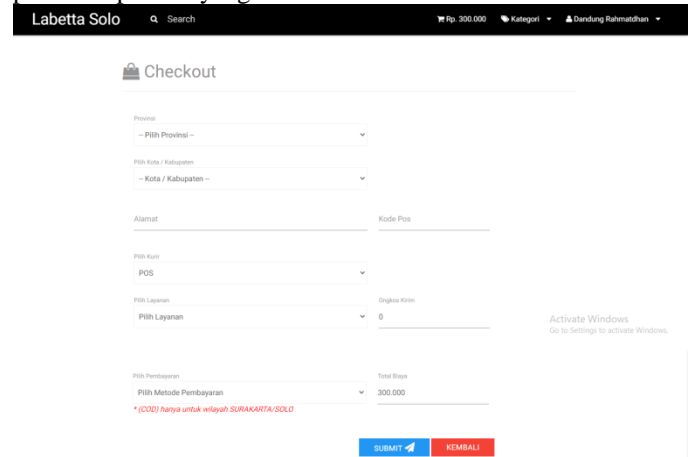 Labetta Solo Search Rp. 300.000 Kategori Dandung Rahmatdhan
Checkout
Provinsi
-- Pilih Provinsi --
Pilih Kota / Kabupaten
-- Kota / Kabupaten --
Alamat Kode Pos
Pilih Kurir
POS
Pilih Layanan Ongkos Kirim
Pilih Layanan 0
Activate Windows
Go to Settings to activate Windows.
Pilih Pembayaran Total Biaya
Pilih Metode Pembayaran 300.000
* (COD) hanya untuk wilayah SURAKARTA/SOLO
SUBMIT KEMBALI